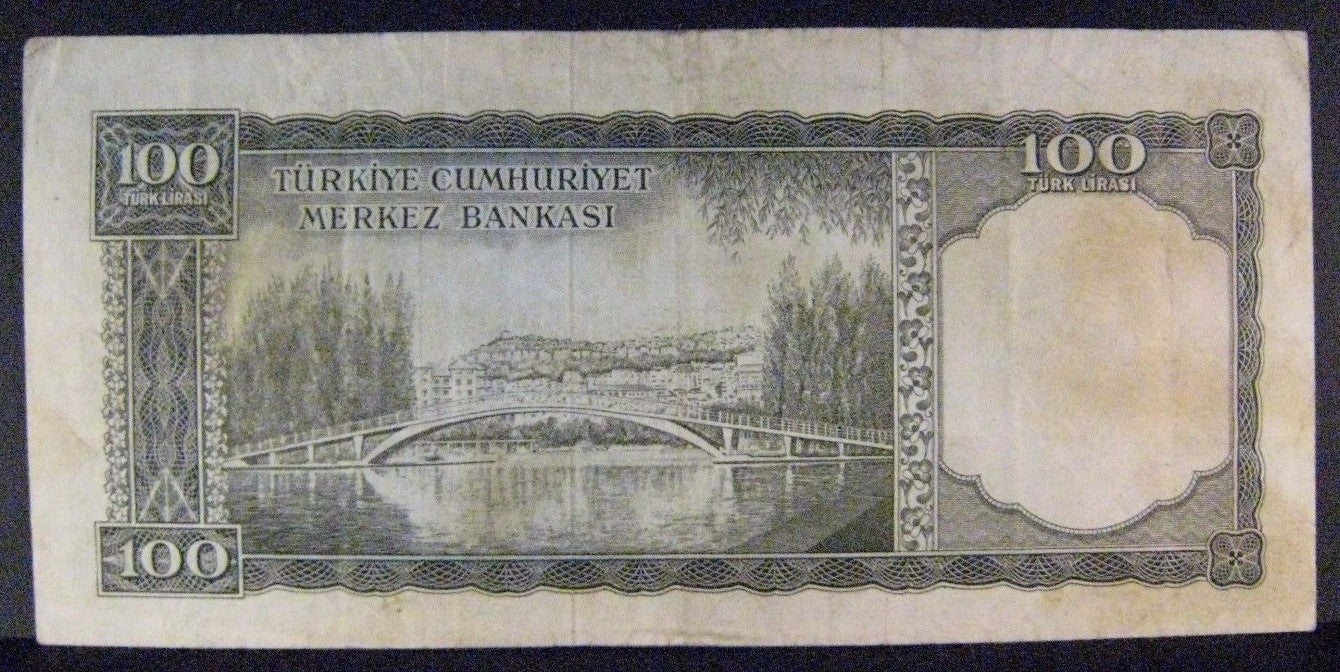 100
TÜRK LİRASI
TÜRKİYE CUMHURİYET
MERKEZ BANKASI
100
TÜRK LİRASI
100